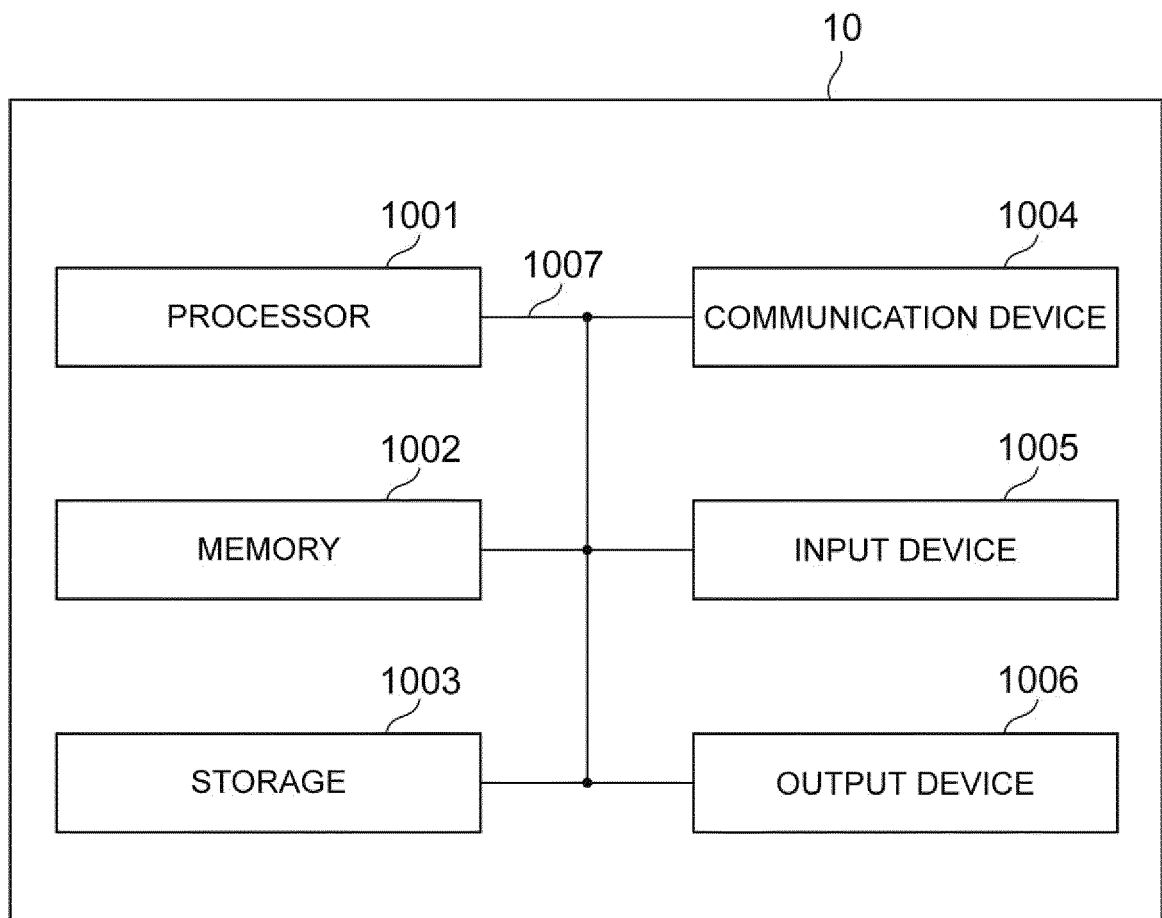 10
1001
1004
1007
PROCESSOR
COMMUNICATION DEVICE
1002
1005
MEMORY
INPUT DEVICE
1003
1006
STORAGE
OUTPUT DEVICE